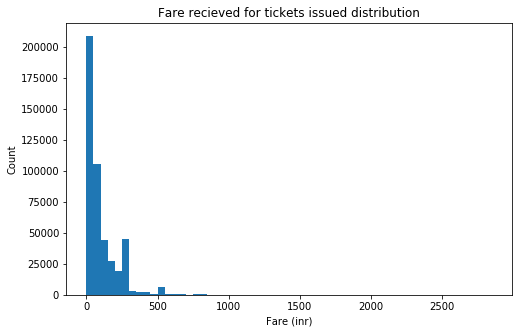 Fare recieved for tickets issued distribution
200000
175000
150000
125000
100000
75000
50000
25000
0
Count
0 500 1000 1500 2000 2500
Fare (inr)